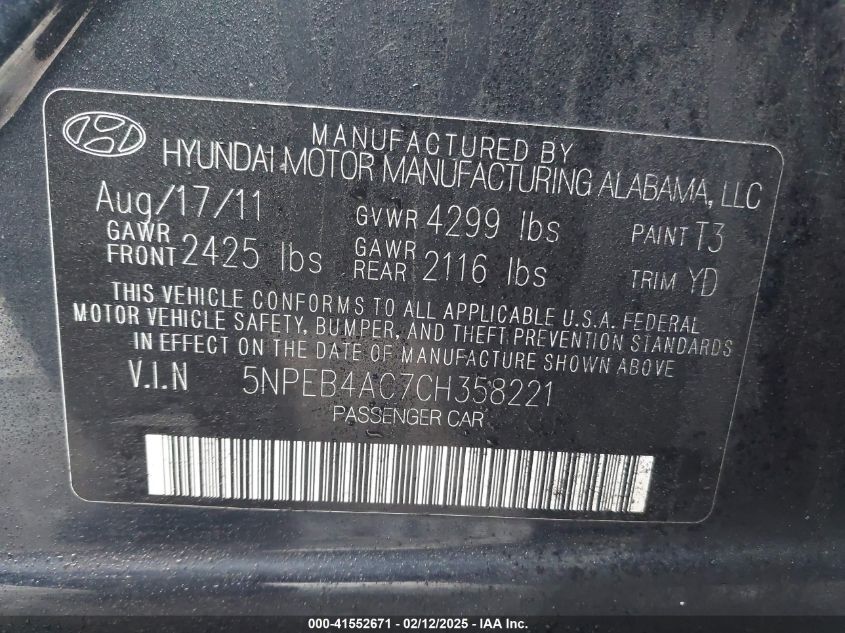 MANUFACTURED BY
HYUNDAI MOTOR MANUFACTURING ALABAMA, LLC
Aug/17/11 GVWR 4299 lbs PAINT T3
GAWR FRONT 2425 lbs GAWR REAR 2116 lbs TRIM YD
THIS VEHICLE CONFORMS TO ALL APPLICABLE U.S.A. FEDERAL
MOTOR VEHICLE SAFETY, BUMPER, AND THEFT PREVENTION STANDARDS
IN EFFECT ON THE DATE OF MANUFACTURE SHOWN ABOVE
V.I.N 5NPEB4AC7CH358221
PASSENGER CAR
000-41552671 - 02/12/2025 - IAA Inc.